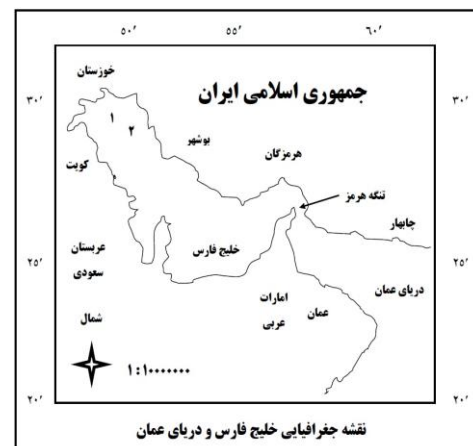 ۵۰٬ ۵۵٬ ۶۰٬
خوزستان
جمهوری اسلامی ایران
۳۰٬ ۳۰٬
۱
۲
بوشهر
هرمزگان
کویت
تنگه هرمز
چابهار
عربستان
سعودی
خلیج فارس
۲۵٬ ۲۵٬
دریای عمان
امارات
عربی
عمان
شمال
۱:۱۰۰۰۰۰۰۰
۲۰٬ ۲۰٬
نقشه جغرافیایی خلیج فارس و دریای عمان